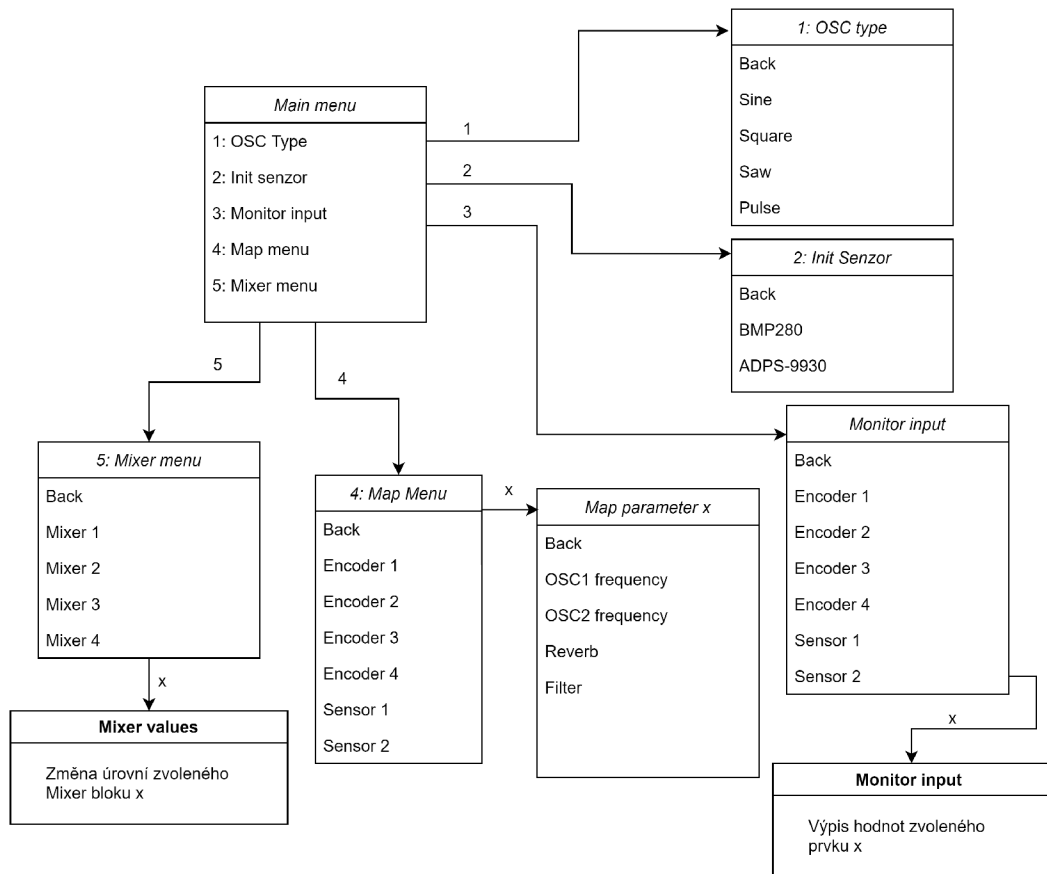 1: OSC type
Back
Sine
Square
Saw
Pulse
Main menu
1: OSC Type
2: Init senzor
3: Monitor input
4: Map menu
5: Mixer menu
1
2
3
2: Init Senzor
Back
BMP280
ADPS-9930
5
4
Monitor input
Back
Encoder 1
Encoder 2
Encoder 3
Encoder 4
Sensor 1
Sensor 2
5: Mixer menu
Back
Mixer 1
Mixer 2
Mixer 3
Mixer 4
4: Map Menu
Back
Encoder 1
Encoder 2
Encoder 3
Encoder 4
Sensor 1
Sensor 2
x
Map parameter x
Back
OSC1 frequency
OSC2 frequency
Reverb
Filter
x
Mixer values
Změna úrovní zvoleného
Mixer bloku x
x
Monitor input
Výpis hodnot zvoleného
prvku x